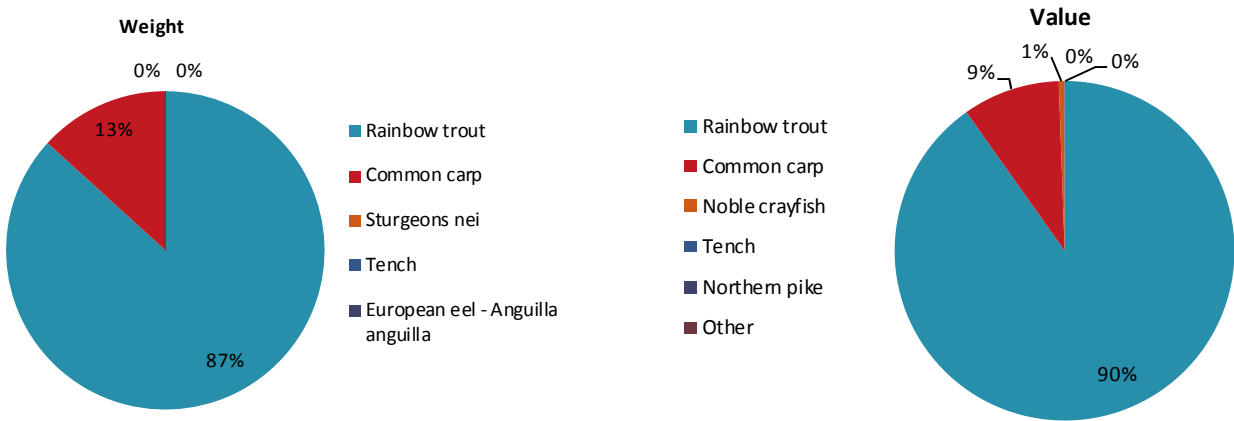 Weight
0% 0%
13%
87%
Rainbow trout
Common carp
Sturgeons nei
Tench
European eel - Anguilla
anguilla
Value
9% 1% 0% 0%
90%
Rainbow trout
Common carp
Noble crayfish
Tench
Northern pike
Other